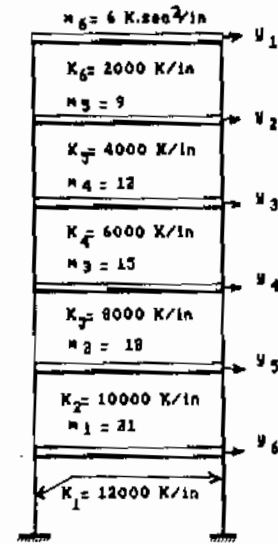 m₆ = 6 K.sec²/in
y₁
K₆= 2000 K/in
m₅ = 9
y₂
K₅= 4000 K/in
m₄ = 12
y₃
K₄= 6000 K/in
m₃ = 15
y₄
K₃= 8000 K/in
m₂ = 18
y₅
K₂= 10000 K/in
m₁ = 21
y₆
K₁ = 12000 K/in